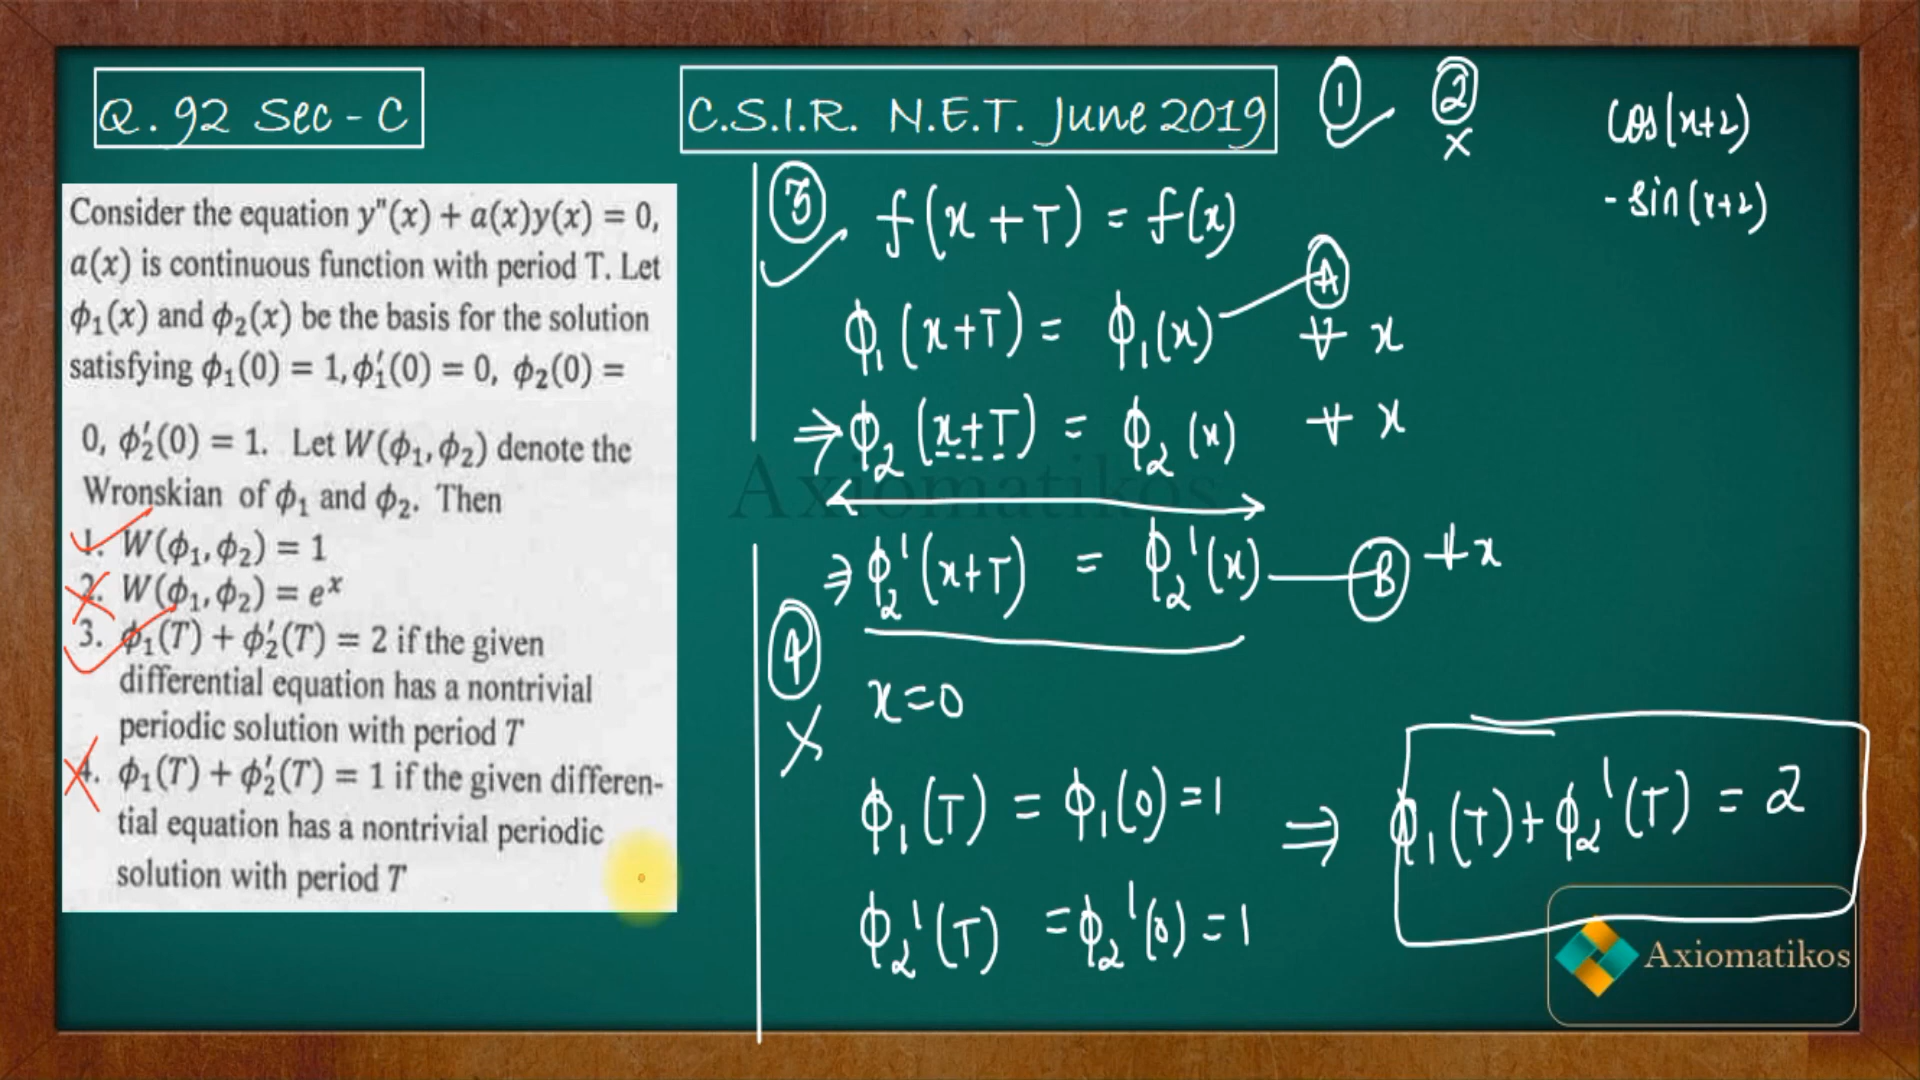 Q. 92 Sec - C
C.S.I.R. N.E.T. June 2019
① ②
x
cos(x+2)
- sin(x+2)
Consider the equation y"(x) + a(x)y(x) = 0,
a(x) is continuous function with period T. Let
ϕ₁(x) and ϕ₂(x) be the basis for the solution
satisfying ϕ₁(0) = 1, ϕ₁′(0) = 0, ϕ₂(0) =
0, ϕ₂′(0) = 1. Let W(ϕ₁, ϕ₂) denote the
Wronskian of ϕ₁ and ϕ₂. Then
1. W(ϕ₁, ϕ₂) = 1
2. W(ϕ₁, ϕ₂) = eˣ
3. ϕ₁(T) + ϕ₂′(T) = 2 if the given
differential equation has a nontrivial
periodic solution with period T
4. ϕ₁(T) + ϕ₂′(T) = 1 if the given differen-
tial equation has a nontrivial periodic
solution with period T
③ f(x+T) = f(x)
ϕ₁(x+T) = ϕ₁(x) Ⓐ ∀ x
⇒ ϕ₂(x+T) = ϕ₂(x) ∀ x
Axiomatikos
⇒ ϕ₂'(x+T) = ϕ₂'(x) Ⓑ ∀ x
④
x
x=0
ϕ₁(T) = ϕ₁(0) = 1
⇒ ϕ₁(T) + ϕ₂'(T) = 2
ϕ₂'(T) = ϕ₂'(0) = 1
Axiomatikos